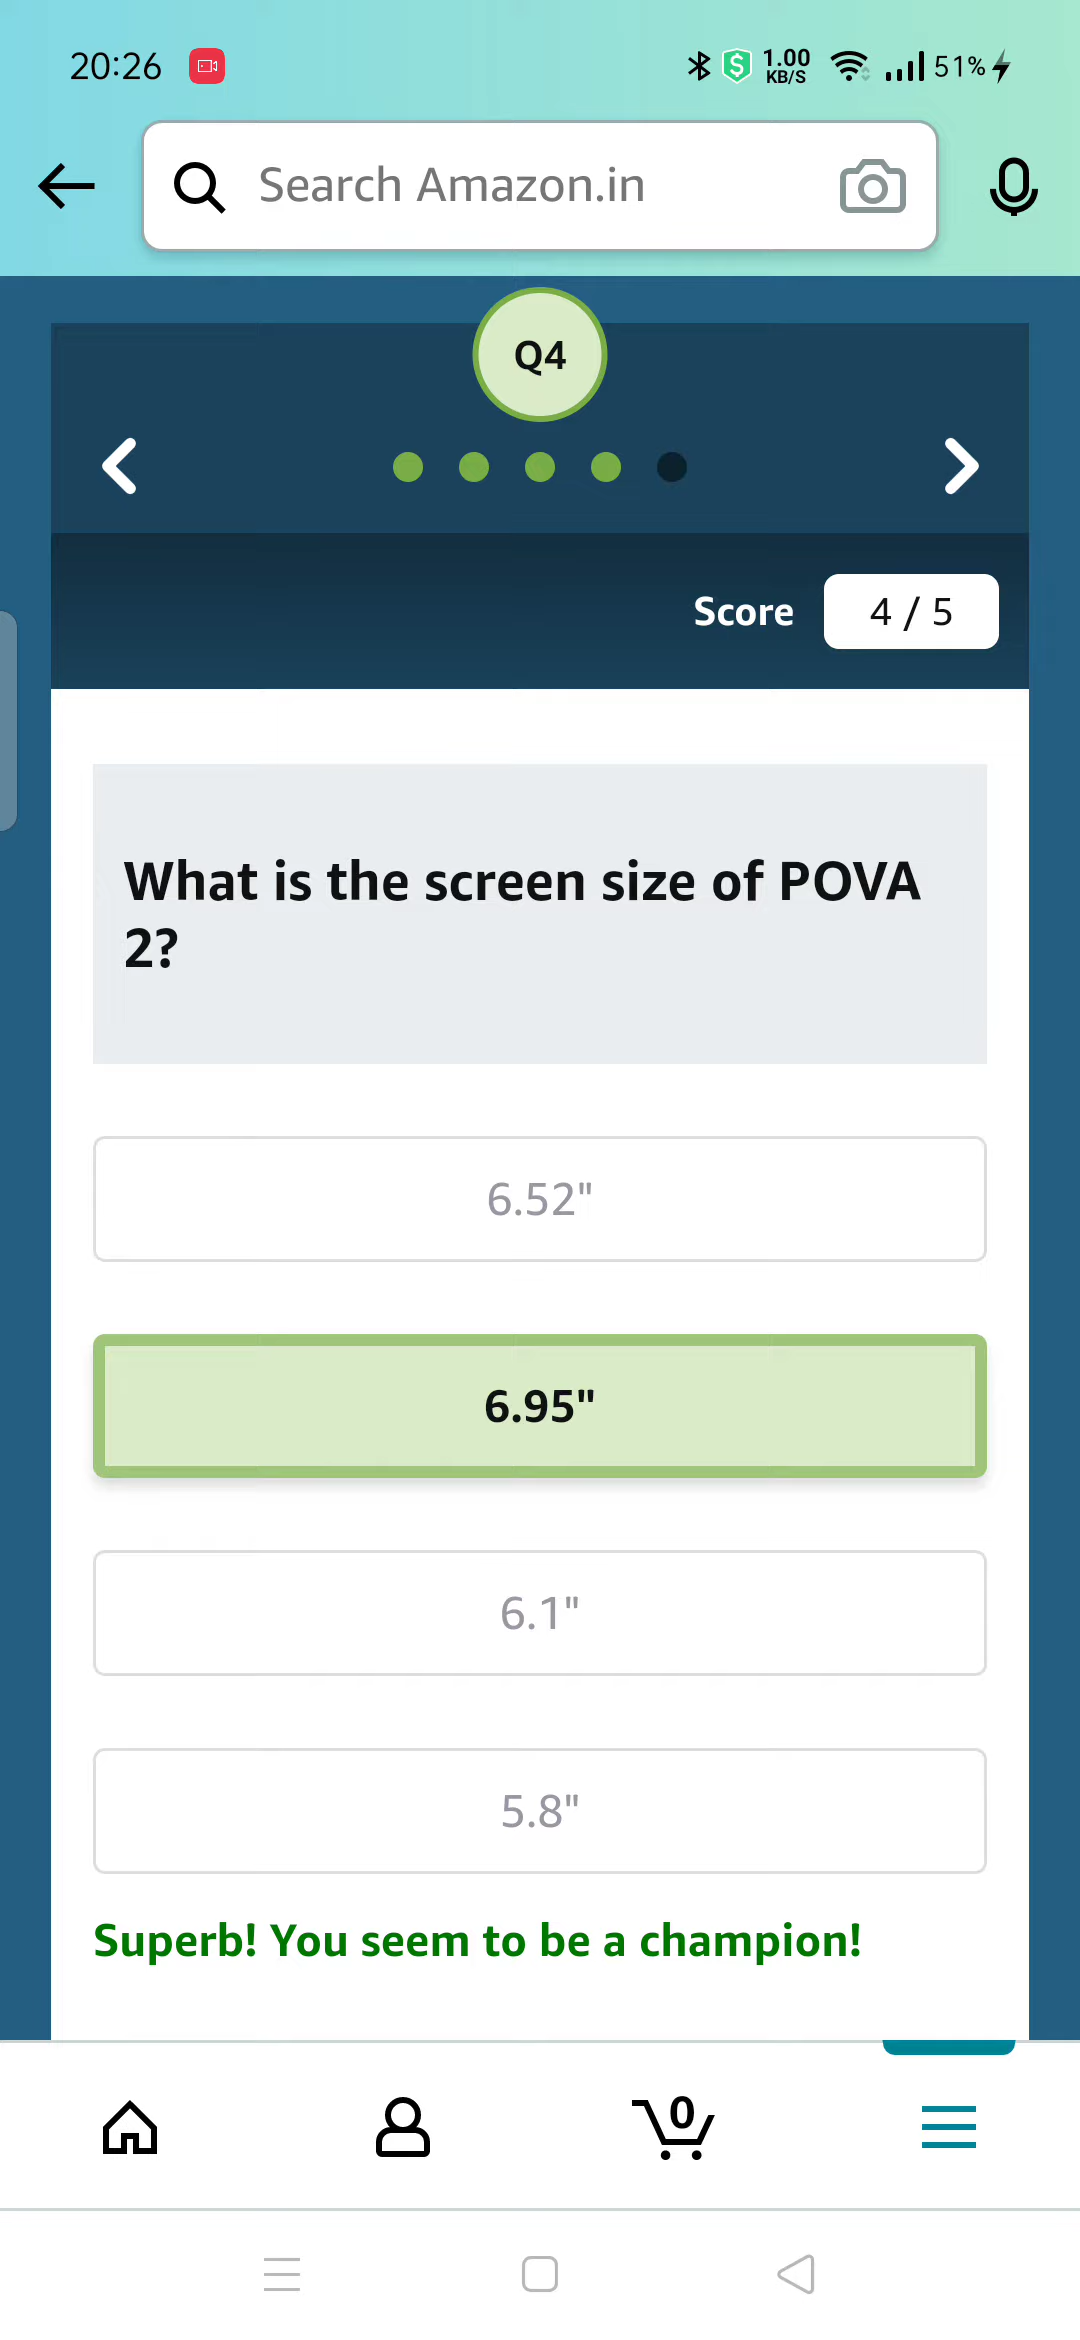 20:26
1.00
KB/S
51%
Search Amazon.in
Q4
Score
4 / 5
What is the screen size of POVA
2?
6.52"
6.95"
6.1"
5.8"
Superb! You seem to be a champion!
0